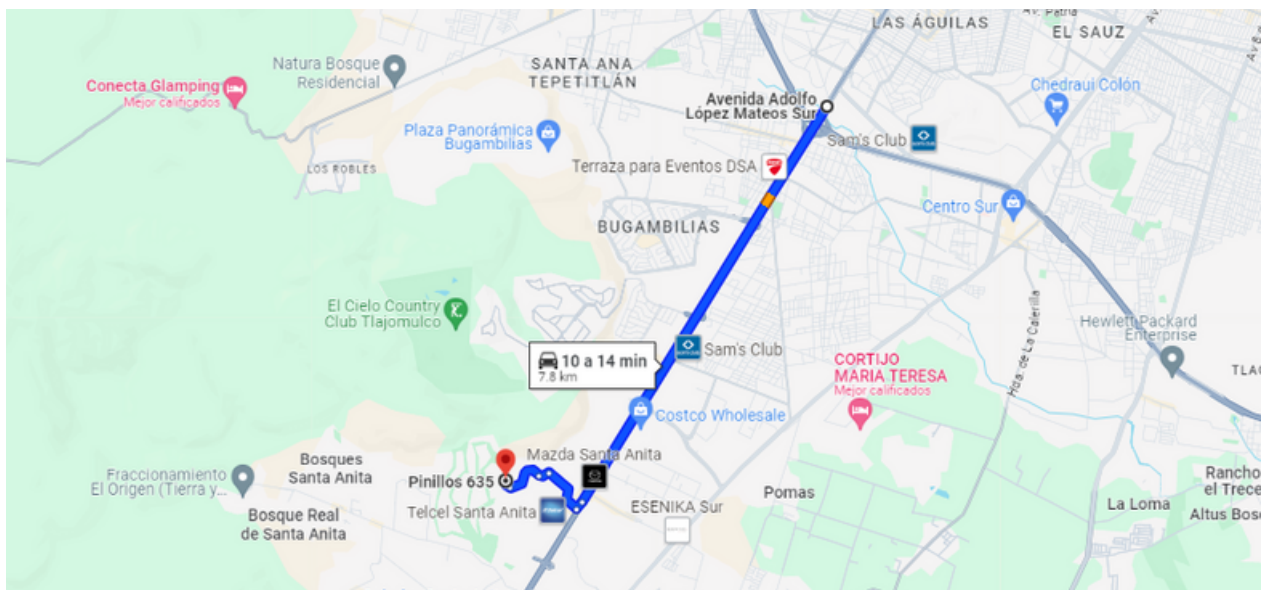 LAS ÁGUILAS
Av. Patria
EL SAUZ
Natura Bosque
Residencial
SANTA ANA
TEPETITLÁN
Conecta Glamping
Mejor calificados
Chedraui Colón
Avenida Adolfo
López Mateos Sur
Plaza Panorámica
Bugambilias
Sam's Club
Terraza para Eventos DSA
LOS ROBLES
Centro Sur
BUGAMBILIAS
El Cielo Country
Club Tlajomulco
Hda. de La Calerilla
Hewlett Packard
Enterprise
10 a 14 min
7.8 km
Sam's Club
CORTIJO
MARIA TERESA
Mejor calificados
TLAC
Costco Wholesale
Mazda Santa Anita
Bosques
Santa Anita
Fraccionamiento
El Origen (Tierra y...
Pinillos 635
Telcel Santa Anita
Bosque Real
de Santa Anita
ESENIKA Sur
Pomas
Rancho
el Trece
La Loma
Altus Bosq